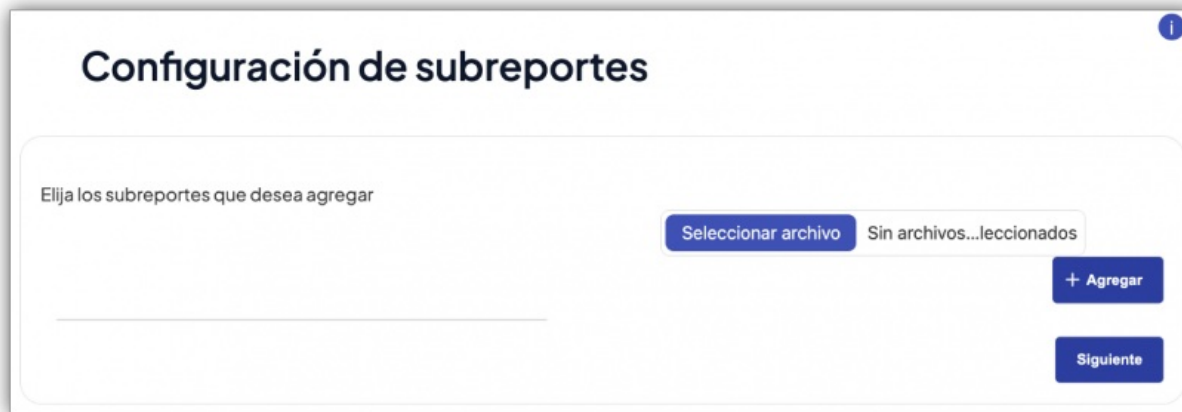 i
Configuración de subreportes
Elija los subreportes que desea agregar
Seleccionar archivo Sin archivos...leccionados
+ Agregar
Siguiente